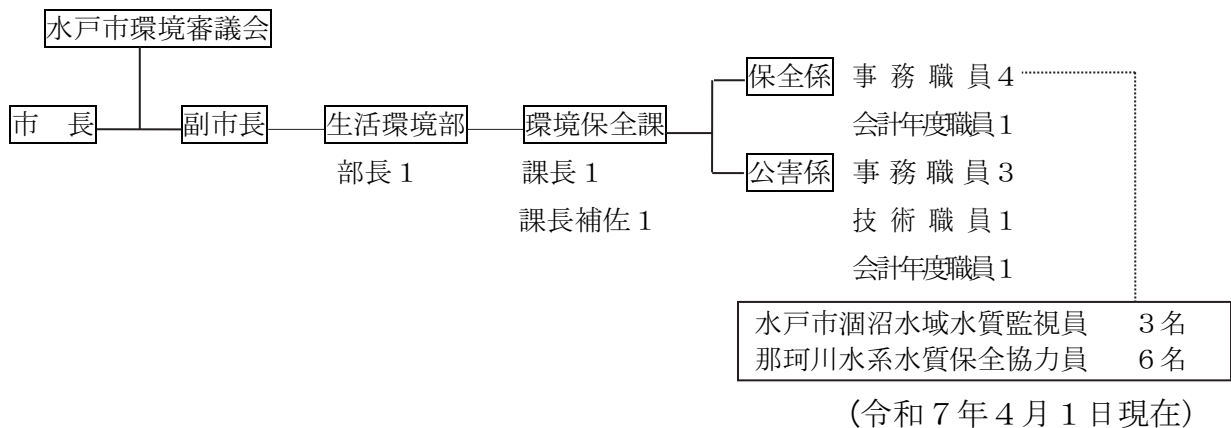 水戸市環境審議会
市　長　副市長　生活環境部　環境保全課
部長１　課長１
課長補佐１
保全係　事務職員４
会計年度職員１
公害係　事務職員３
技術職員１
会計年度職員１
水戸市涸沼水域水質監視員　３名
那珂川水系水質保全協力員　６名
（令和７年４月１日現在）